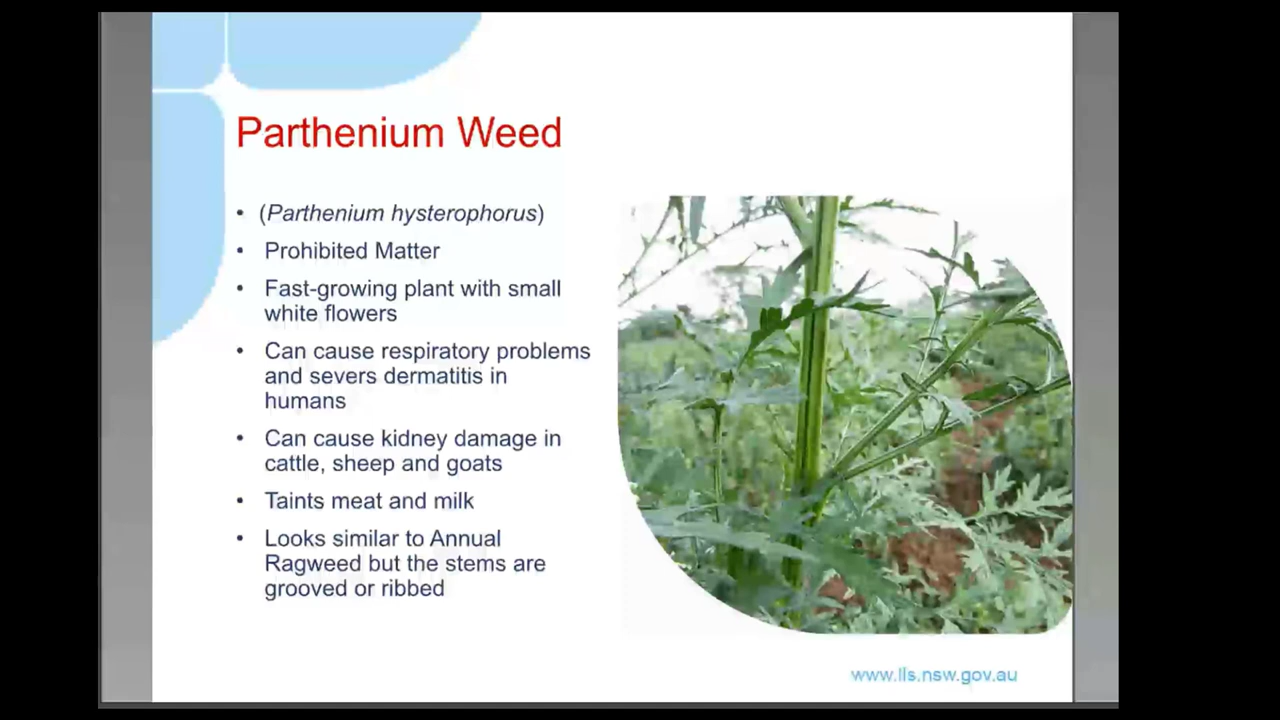 Parthenium Weed
• (Parthenium hysterophorus)
• Prohibited Matter
• Fast-growing plant with small
white flowers
• Can cause respiratory problems
and severs dermatitis in
humans
• Can cause kidney damage in
cattle, sheep and goats
• Taints meat and milk
• Looks similar to Annual
Ragweed but the stems are
grooved or ribbed
www.lls.nsw.gov.au